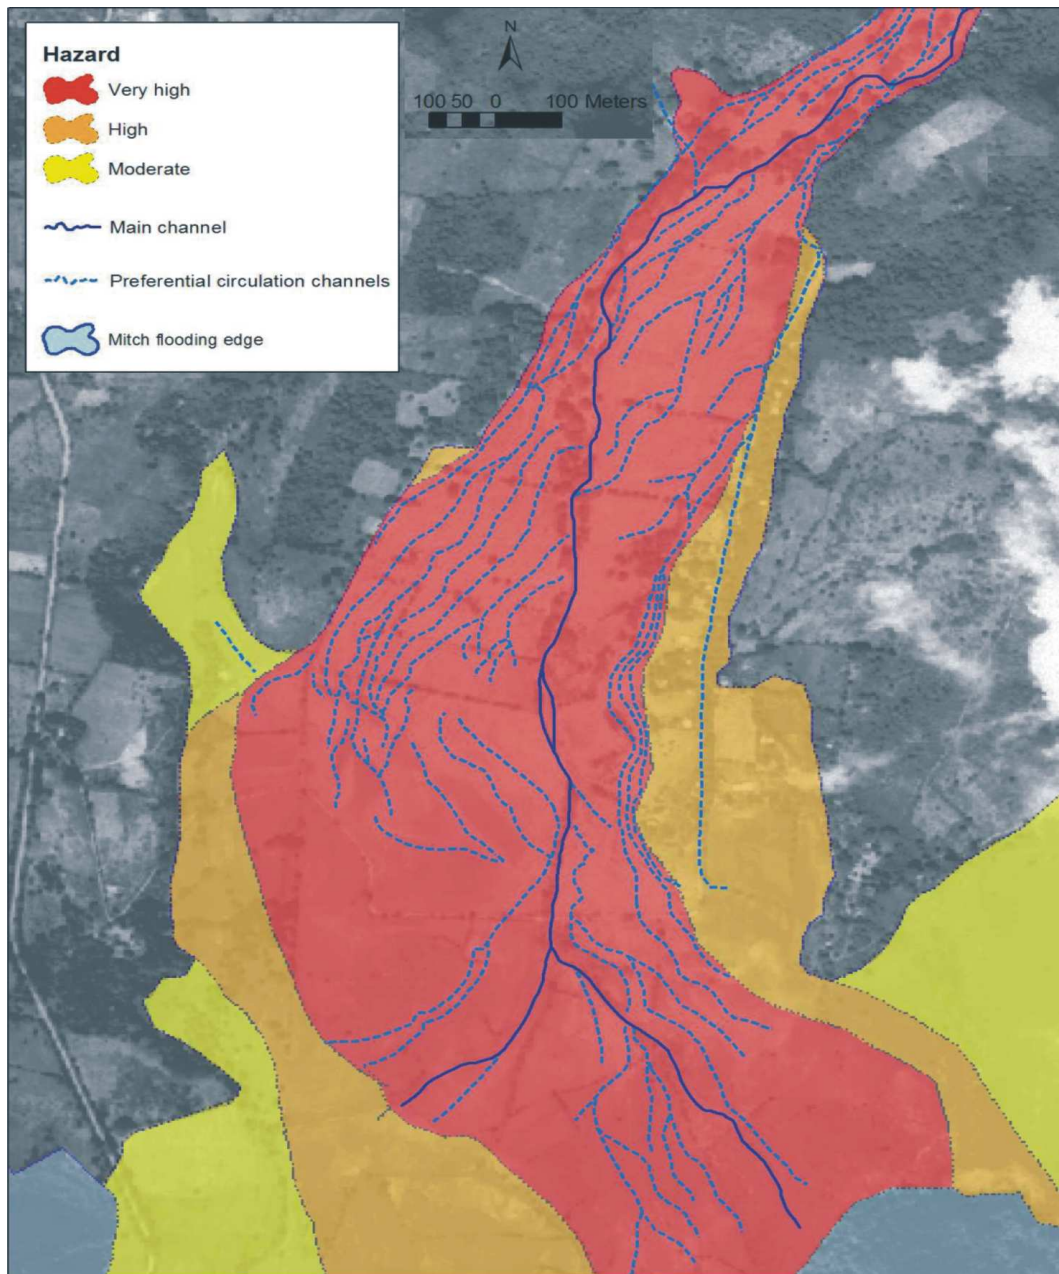 Hazard
Very high
High
Moderate
Main channel
Preferential circulation channels
Mitch flooding edge
N
100 50 0 100 Meters